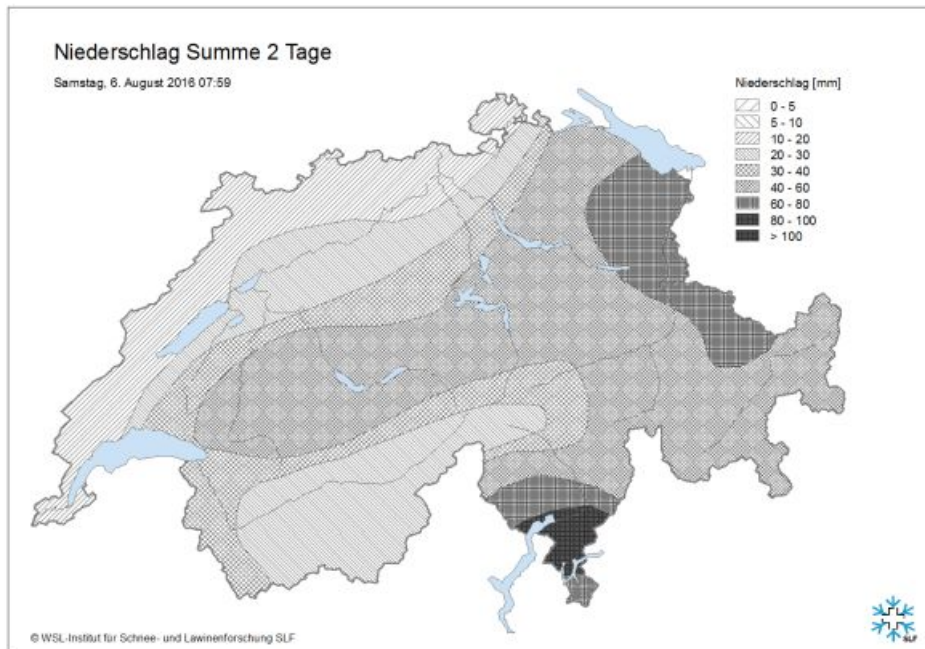 Niederschlag Summe 2 Tage
Samstag, 6. August 2016 07:59
Niederschlag [mm]
0 - 5
5 - 10
10 - 20
20 - 30
30 - 40
40 - 60
60 - 80
80 - 100
> 100
© WSL-Institut für Schnee- und Lawinenforschung SLF
SLF